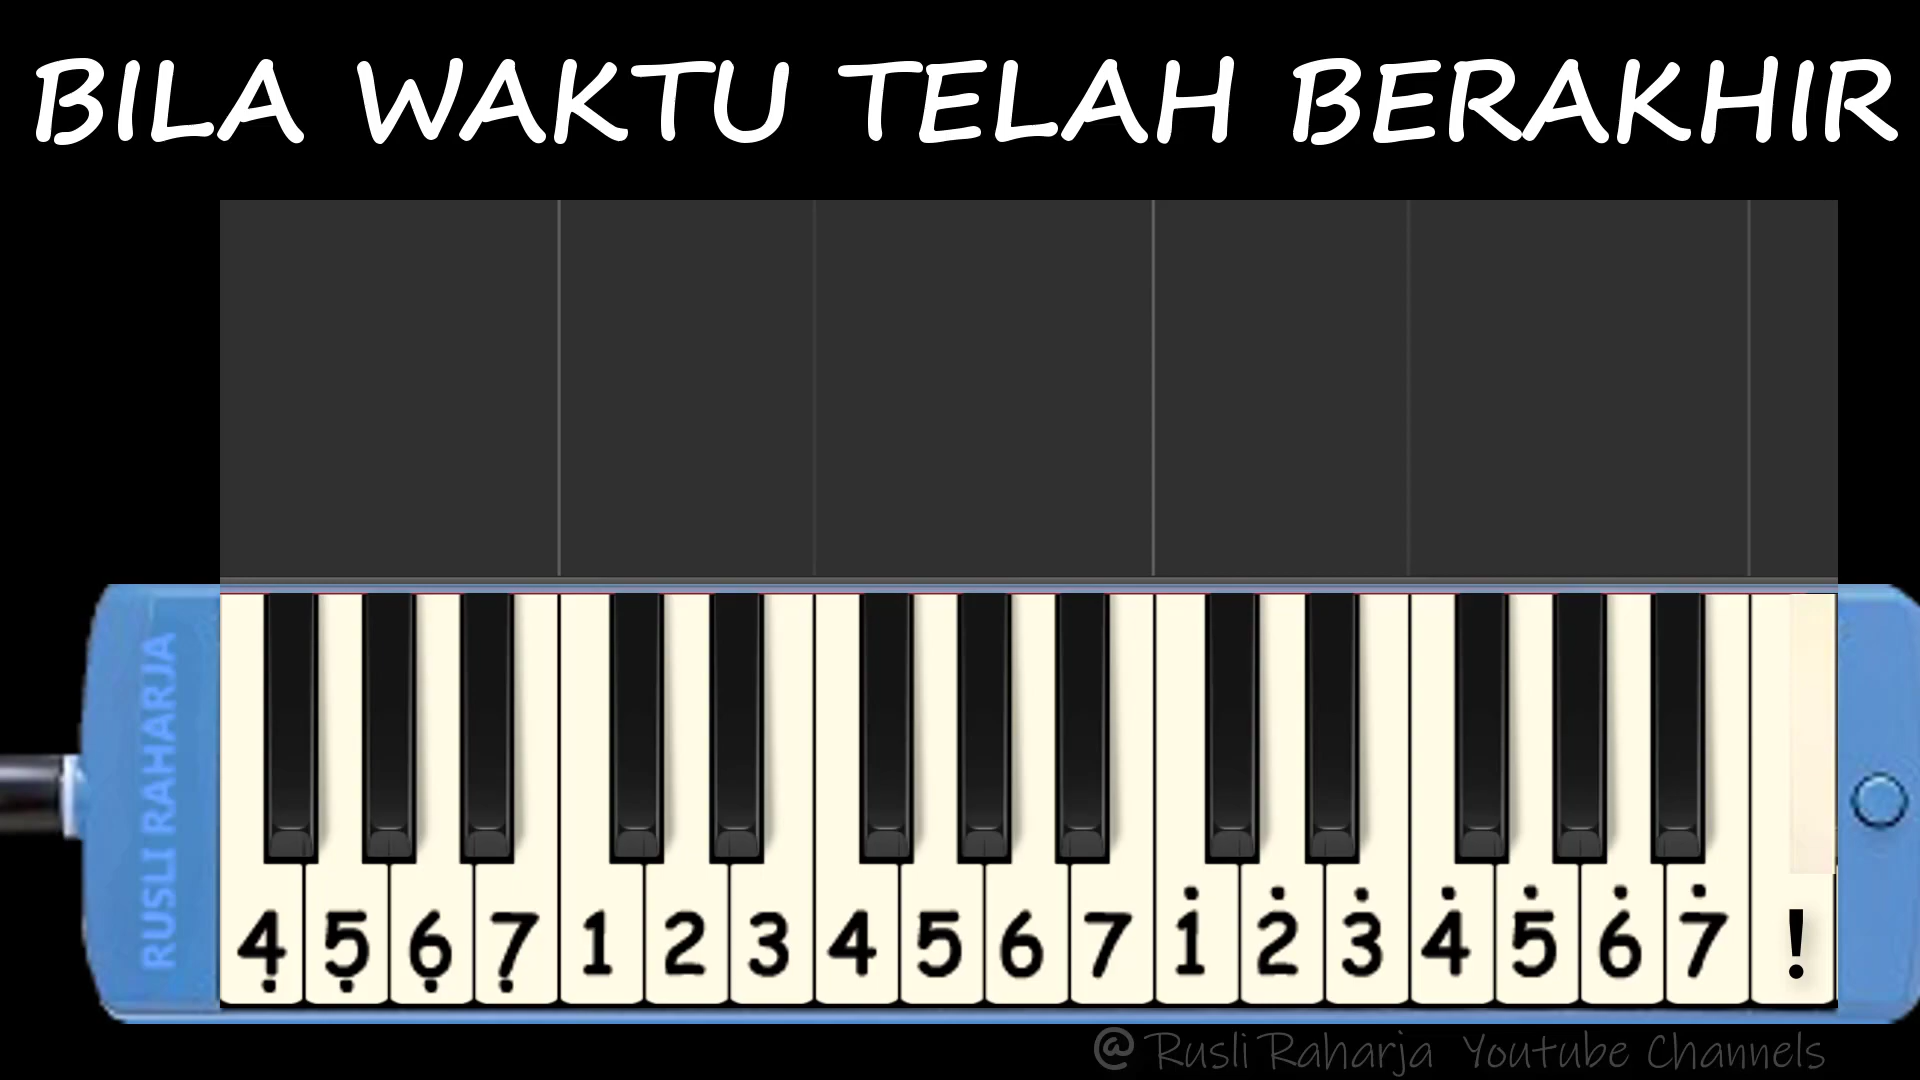 BILA WAKTU TELAH BERAKHIR
RUSLI RAHARJA
4̣ 5̣ 6̣ 7̣ 1 2 3 4 5 6 7 1̇ 2̇ 3̇ 4̇ 5̇ 6̇ 7̇ !
@ Rusli Raharja Youtube Channels